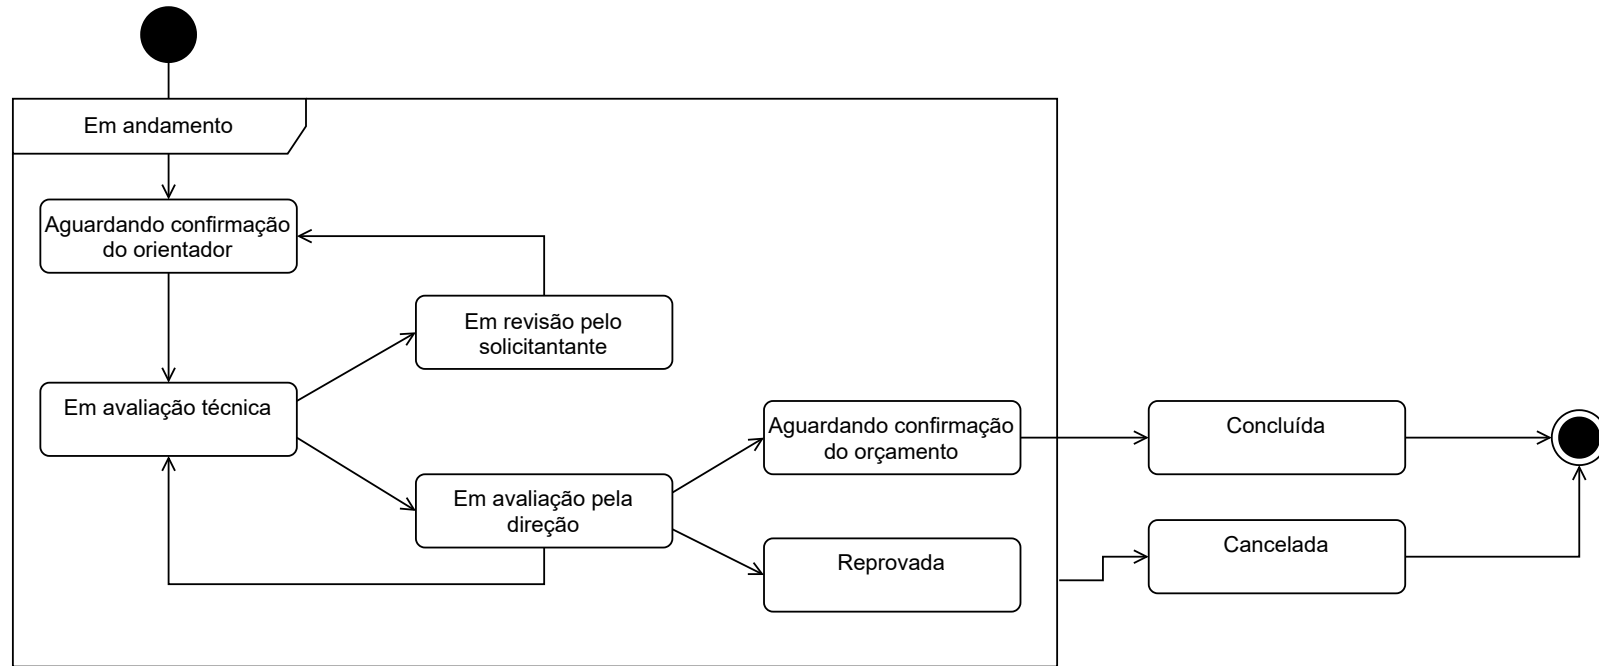 Em andamento
Aguardando confirmação
do orientador
Em revisão pelo
solicitantante
Em avaliação técnica
Aguardando confirmação
do orçamento
Concluída
Em avaliação pela
direção
Reprovada
Cancelada